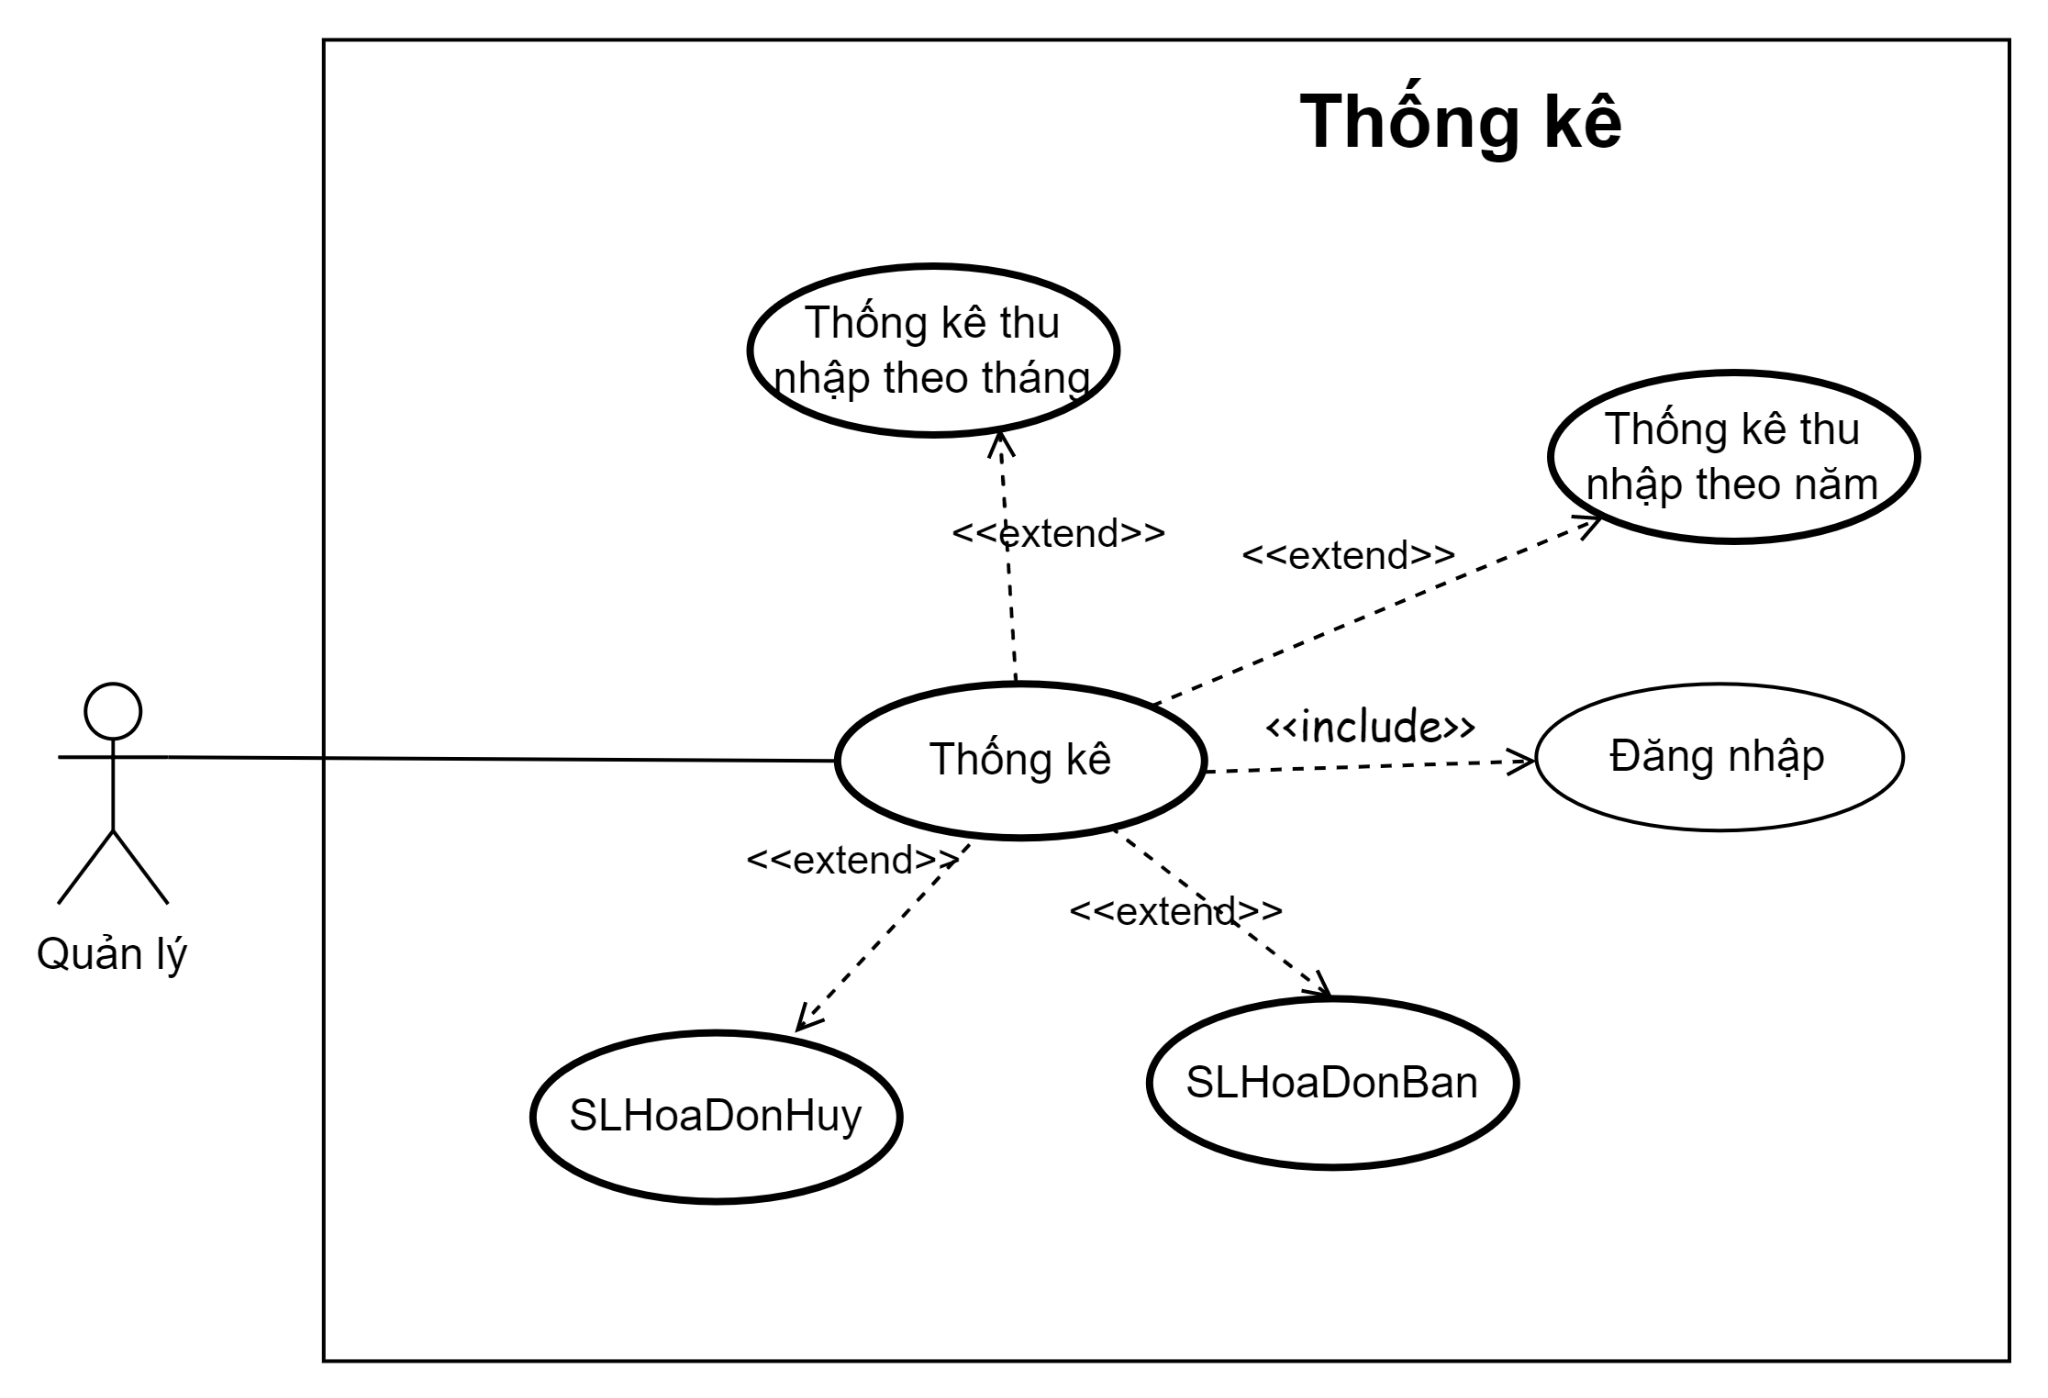 Thống kê
Thống kê thu
nhập theo tháng
Thống kê thu
nhập theo năm
<<extend>>
<<extend>>
<<include>>
Thống kê
Đăng nhập
<<extend>>
<<extend>>
Quản lý
SLHoaDonBan
SLHoaDonHuy